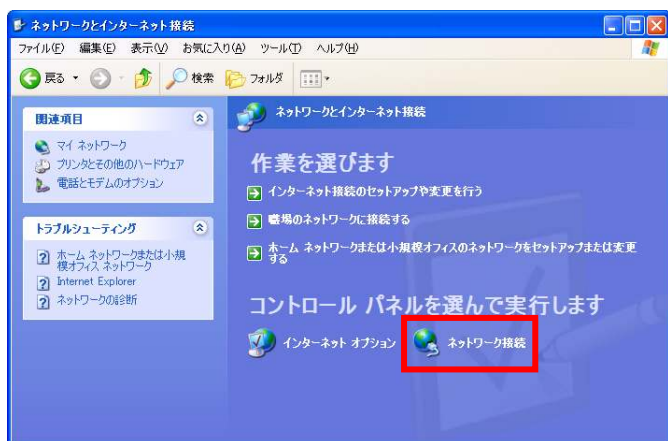 ネットワークとインターネット接続
ファイル(F) 編集(E) 表示(V) お気に入り(A) ツール(T) ヘルプ(H)
戻る 検索 フォルダ
関連項目
マイ ネットワーク
プリンタとその他のハードウェア
電話とモデムのオプション
トラブルシューティング
ホーム ネットワークまたは小規
模オフィス ネットワーク
Internet Explorer
ネットワークの診断
ネットワークとインターネット接続
作業を選びます
インターネット接続のセットアップや変更を行う
職場のネットワークに接続する
ホーム ネットワークまたは小規模オフィスのネットワークをセットアップまたは変更
する
コントロール パネルを選んで実行します
インターネット オプション ネットワーク接続